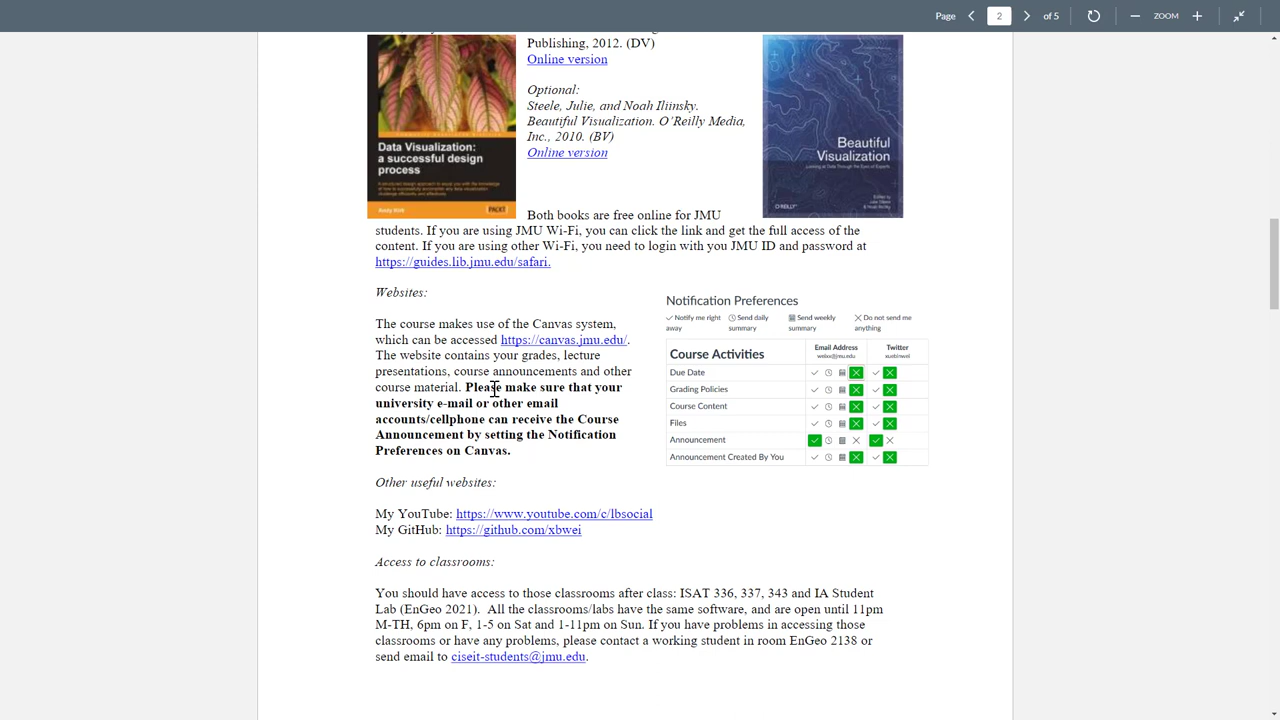 Page 2 of 5 ZOOM
Publishing, 2012. (DV)
Online version
Optional:
Steele, Julie, and Noah Iliinsky.
Beautiful Visualization. O'Reilly Media,
Inc., 2010. (BV)
Online version
Data Visualization:
a successful design
process
PACKT
Beautiful
Visualization
O'REILLY
Both books are free online for JMU
students. If you are using JMU Wi-Fi, you can click the link and get the full access of the
content. If you are using other Wi-Fi, you need to login with you JMU ID and password at
https://guides.lib.jmu.edu/safari.
Websites:
The course makes use of the Canvas system,
which can be accessed https://canvas.jmu.edu/.
The website contains your grades, lecture
presentations, course announcements and other
course material. Please make sure that your
university e-mail or other email
accounts/cellphone can receive the Course
Announcement by setting the Notification
Preferences on Canvas.
Notification Preferences
Notify me right away
Send daily summary
Send weekly summary
Do not send me anything
Course Activities
Email Address
weixx@jmu.edu
Twitter
xuebinwei
Due Date
Grading Policies
Course Content
Files
Announcement
Announcement Created By You
Other useful websites:
My YouTube: https://www.youtube.com/c/lbsocial
My GitHub: https://github.com/xbwei
Access to classrooms:
You should have access to those classrooms after class: ISAT 336, 337, 343 and IA Student
Lab (EnGeo 2021). All the classrooms/labs have the same software, and are open until 11pm
M-TH, 6pm on F, 1-5 on Sat and 1-11pm on Sun. If you have problems in accessing those
classrooms or have any problems, please contact a working student in room EnGeo 2138 or
send email to ciseit-students@jmu.edu.